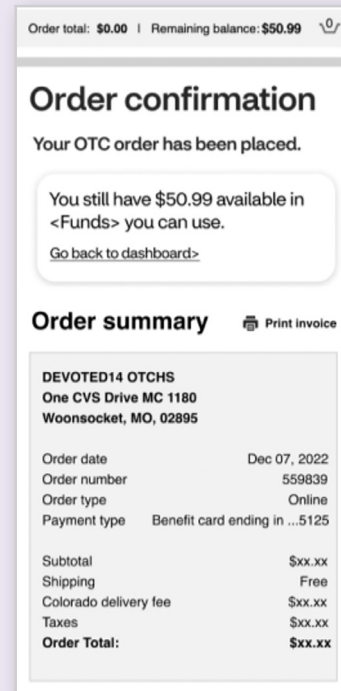 Order total: $0.00 | Remaining balance: $50.99 0
Order confirmation
Your OTC order has been placed.
You still have $50.99 available in
<Funds> you can use.
Go back to dashboard>
Order summary Print invoice
DEVOTED14 OTCHS
One CVS Drive MC 1180
Woonsocket, MO, 02895
Order date Dec 07, 2022
Order number 559839
Order type Online
Payment type Benefit card ending in ...5125
Subtotal $xx.xx
Shipping Free
Colorado delivery fee $xx.xx
Taxes $xx.xx
Order Total: $xx.xx